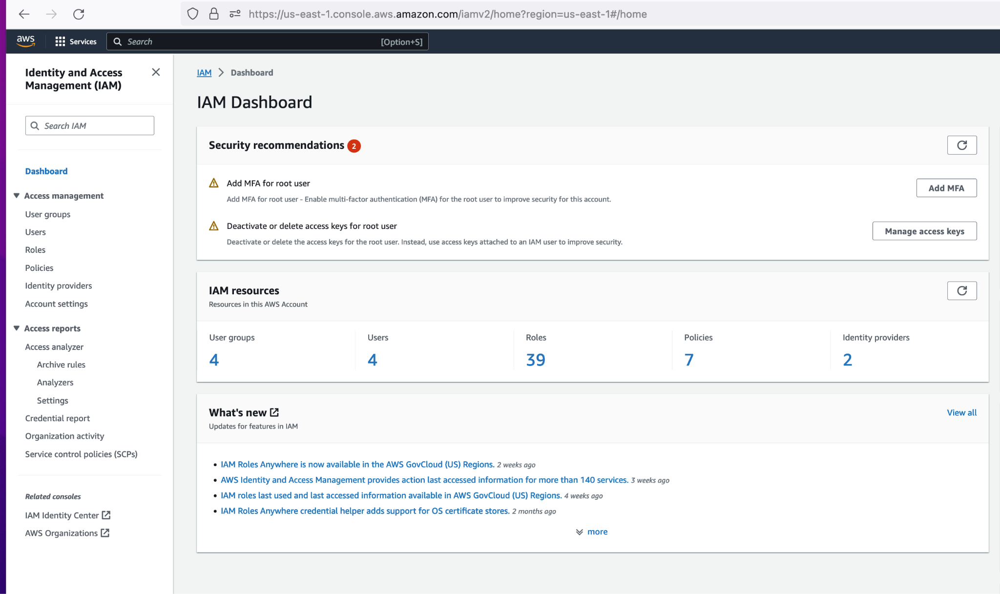 https://us-east-1.console.aws.amazon.com/iamv2/home?region=us-east-1#/home
aws
Services
Search
[Option+S]
Identity and Access
Management (IAM)
Search IAM
Dashboard
Access management
User groups
Users
Roles
Policies
Identity providers
Account settings
Access reports
Access analyzer
Archive rules
Analyzers
Settings
Credential report
Organization activity
Service control policies (SCPs)
Related consoles
IAM Identity Center
AWS Organizations
IAM > Dashboard
IAM Dashboard
Security recommendations 2
Add MFA for root user
Add MFA for root user - Enable multi-factor authentication (MFA) for the root user to improve security for this account.
Add MFA
Deactivate or delete access keys for root user
Deactivate or delete the access keys for the root user. Instead, use access keys attached to an IAM user to improve security.
Manage access keys
IAM resources
Resources in this AWS Account
User groups
4
Users
4
Roles
39
Policies
7
Identity providers
2
What's new
View all
Updates for features in IAM
• IAM Roles Anywhere is now available in the AWS GovCloud (US) Regions. 2 weeks ago
• AWS Identity and Access Management provides action last accessed information for more than 140 services. 3 weeks ago
• IAM roles last used and last accessed information available in AWS GovCloud (US) Regions. 4 weeks ago
• IAM Roles Anywhere credential helper adds support for OS certificate stores. 2 months ago
more